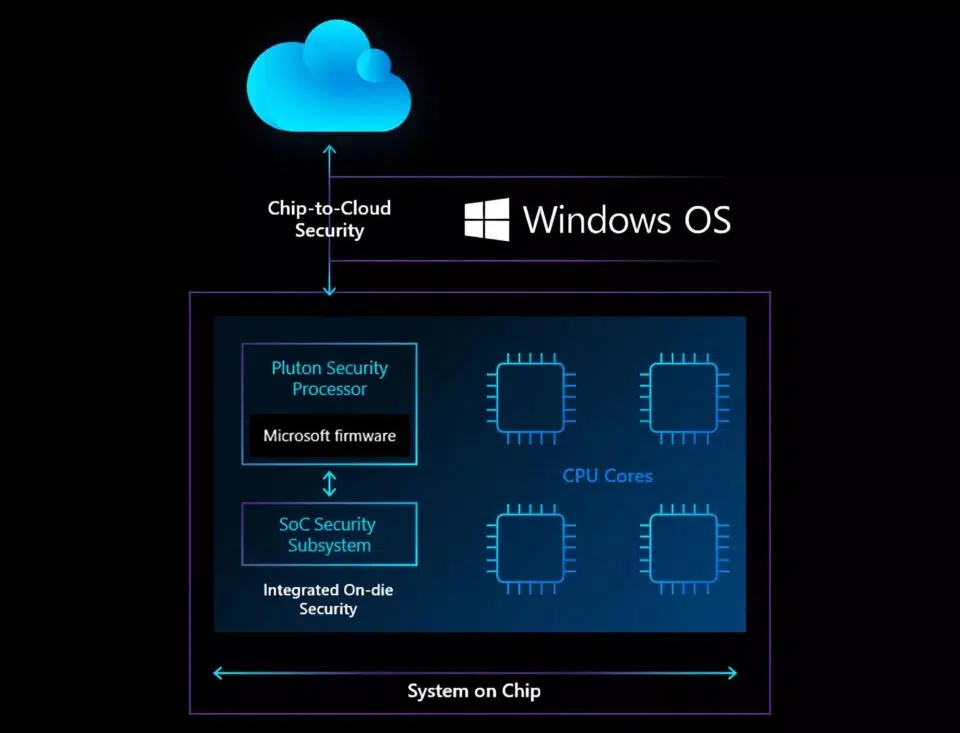 Chip-to-Cloud
Security
Windows OS
Pluton Security
Processor
Microsoft firmware
SoC Security
Subsystem
Integrated On-die
Security
CPU Cores
System on Chip